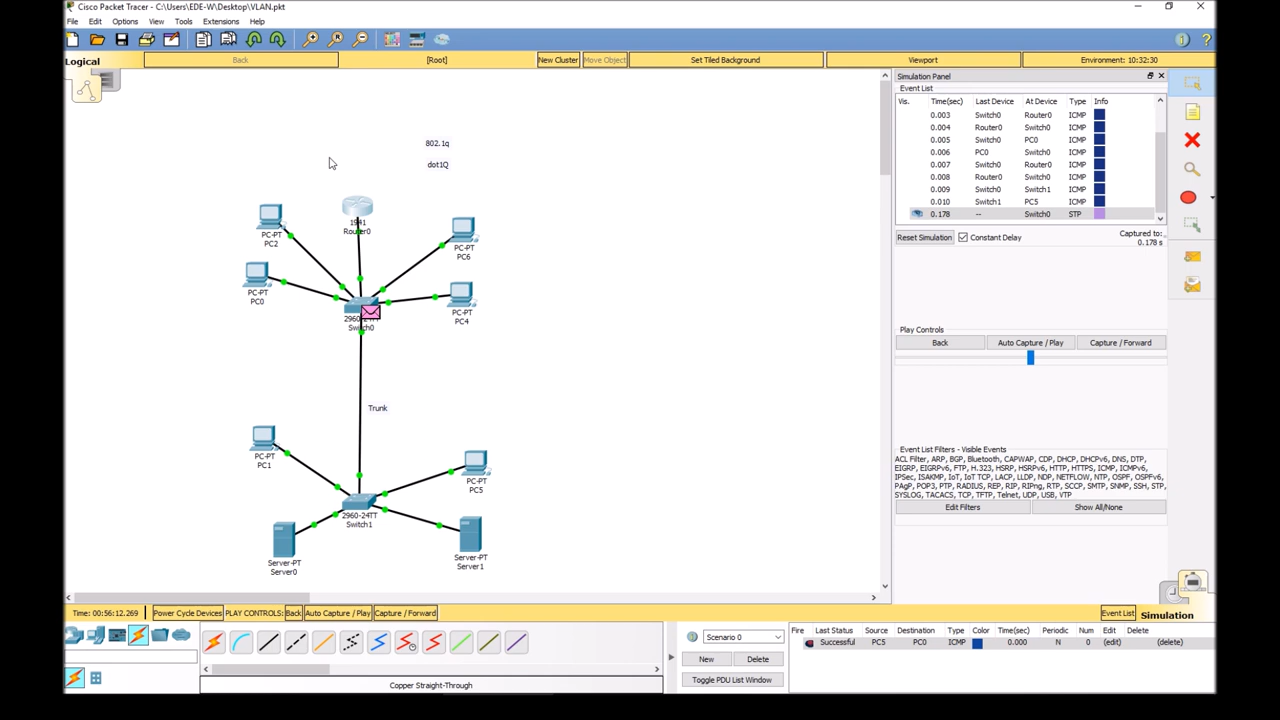 Cisco Packet Tracer - C:\Users\EDE-W\Desktop\VLAN.pkt
File Edit Options View Tools Extensions Help
Logical Back [Root] New Cluster Move Object Set Tiled Background Viewport Environment: 10:32:30
802.1q
dot1Q
PC-PT
PC2
1941
Router0
PC-PT
PC6
PC-PT
PC0
PC-PT
PC4
2960-24TT
Switch0
Trunk
PC-PT
PC1
PC-PT
PC5
2960-24TT
Switch1
Server-PT
Server0
Server-PT
Server1
Simulation Panel
Event List
Vis. Time(sec) Last Device At Device Type Info
0.003 Switch0 Router0 ICMP
0.004 Router0 Switch0 ICMP
0.005 Switch0 PC0 ICMP
0.006 PC0 Switch0 ICMP
0.007 Switch0 Router0 ICMP
0.008 Router0 Switch0 ICMP
0.009 Switch0 Switch1 ICMP
0.010 Switch1 PC5 ICMP
0.178 -- Switch0 STP
Reset Simulation Constant Delay Captured to:
0.178 s
Play Controls
Back Auto Capture / Play Capture / Forward
Event List Filters - Visible Events
ACL Filter, ARP, BGP, Bluetooth, CAPWAP, CDP, DHCP, DHCPv6, DNS, DTP,
EIGRP, EIGRPv6, FTP, H.323, HSRP, HSRPv6, HTTP, HTTPS, ICMP, ICMPv6,
IPSec, ISAKMP, IoT, IoT TCP, LACP, LLDP, NDP, NETFLOW, NTP, OSPF, OSPFv6,
PAgP, POP3, PTP, RADIUS, REP, RIP, RIPng, RTP, SCCP, SMTP, SNMP, SSH, STP,
SYSLOG, TACACS, TCP, TFTP, Telnet, UDP, USB, VTP
Edit Filters Show All/None
Time: 00:56:12.269 Power Cycle Devices PLAY CONTROLS: Back Auto Capture / Play Capture / Forward Event List Simulation
Scenario 0
New Delete
Toggle PDU List Window
Fire Last Status Source Destination Type Color Time(sec) Periodic Num Edit Delete
Successful PC5 PC0 ICMP 0.000 N 0 (edit) (delete)
Copper Straight-Through